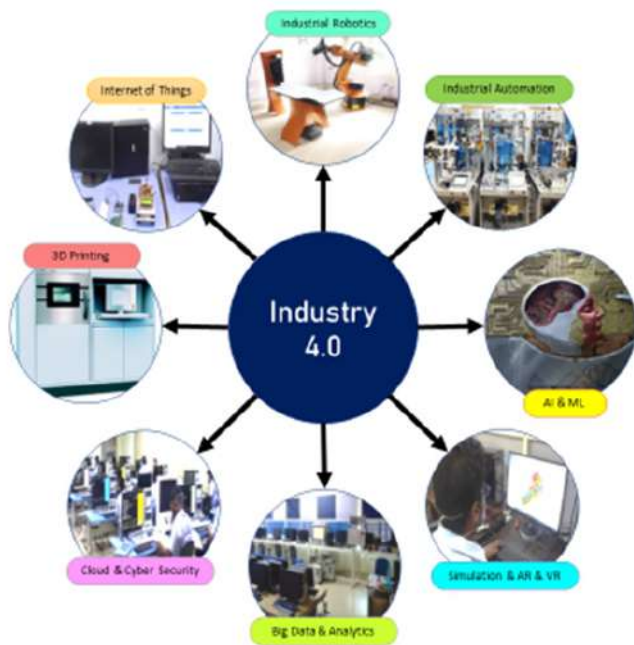 Industrial Robotics
Internet of Things
Industrial Automation
3D Printing
Industry
4.0
AI & ML
Cloud & Cyber Security
Simulation & AR & VR
Big Data & Analytics